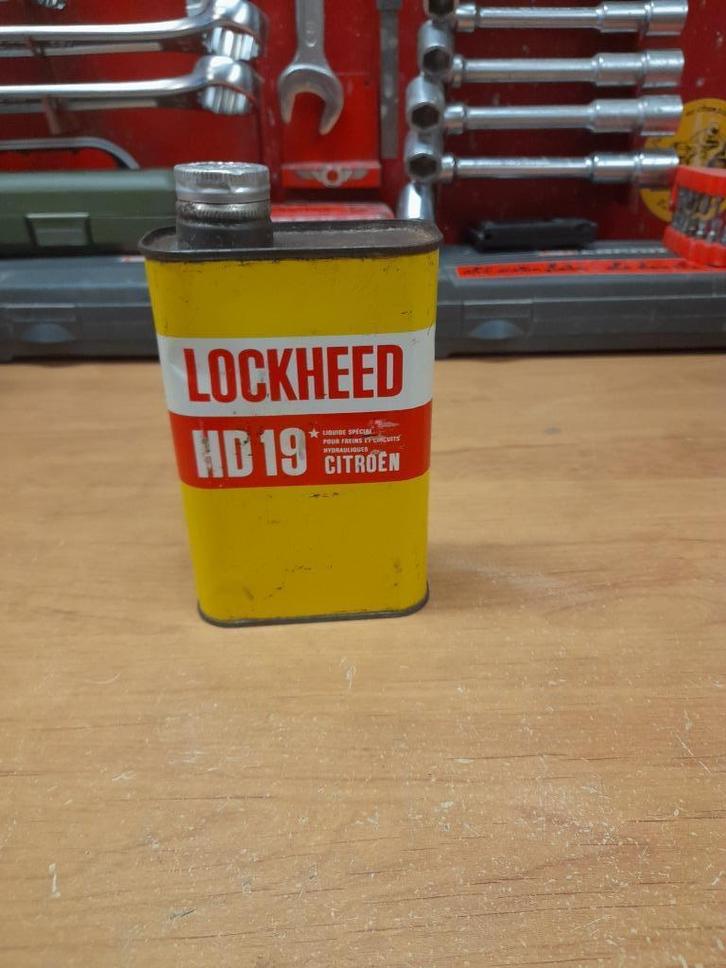 LOCKHEED
HD 19*
LIQUIDE SPÉCIAL
POUR FREINS ET CIRCUITS
HYDRAULIQUES
CITROËN